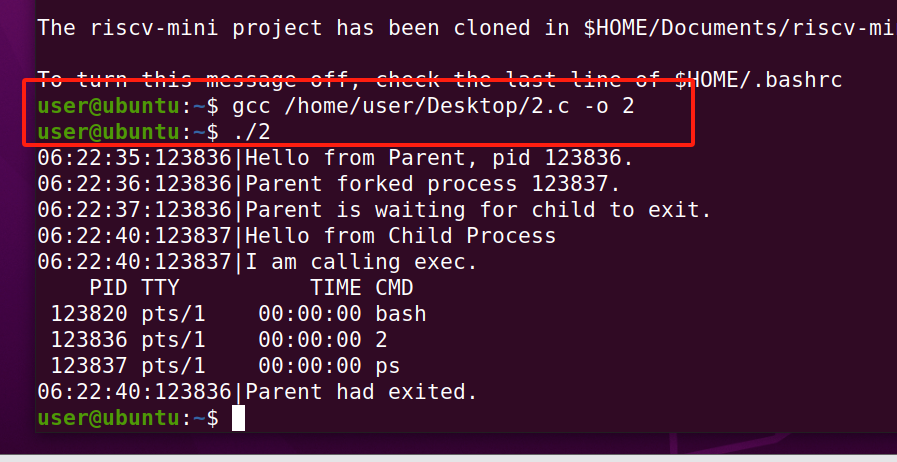 The riscv-mini project has been cloned in $HOME/Documents/riscv-mi
To turn this message off, check the last line of $HOME/.bashrc
user@ubuntu:~$ gcc /home/user/Desktop/2.c -o 2
user@ubuntu:~$ ./2
06:22:35:123836|Hello from Parent, pid 123836.
06:22:36:123836|Parent forked process 123837.
06:22:37:123836|Parent is waiting for child to exit.
06:22:40:123837|Hello from Child Process
06:22:40:123837|I am calling exec.
    PID TTY          TIME CMD
 123820 pts/1    00:00:00 bash
 123836 pts/1    00:00:00 2
 123837 pts/1    00:00:00 ps
06:22:40:123836|Parent had exited.
user@ubuntu:~$